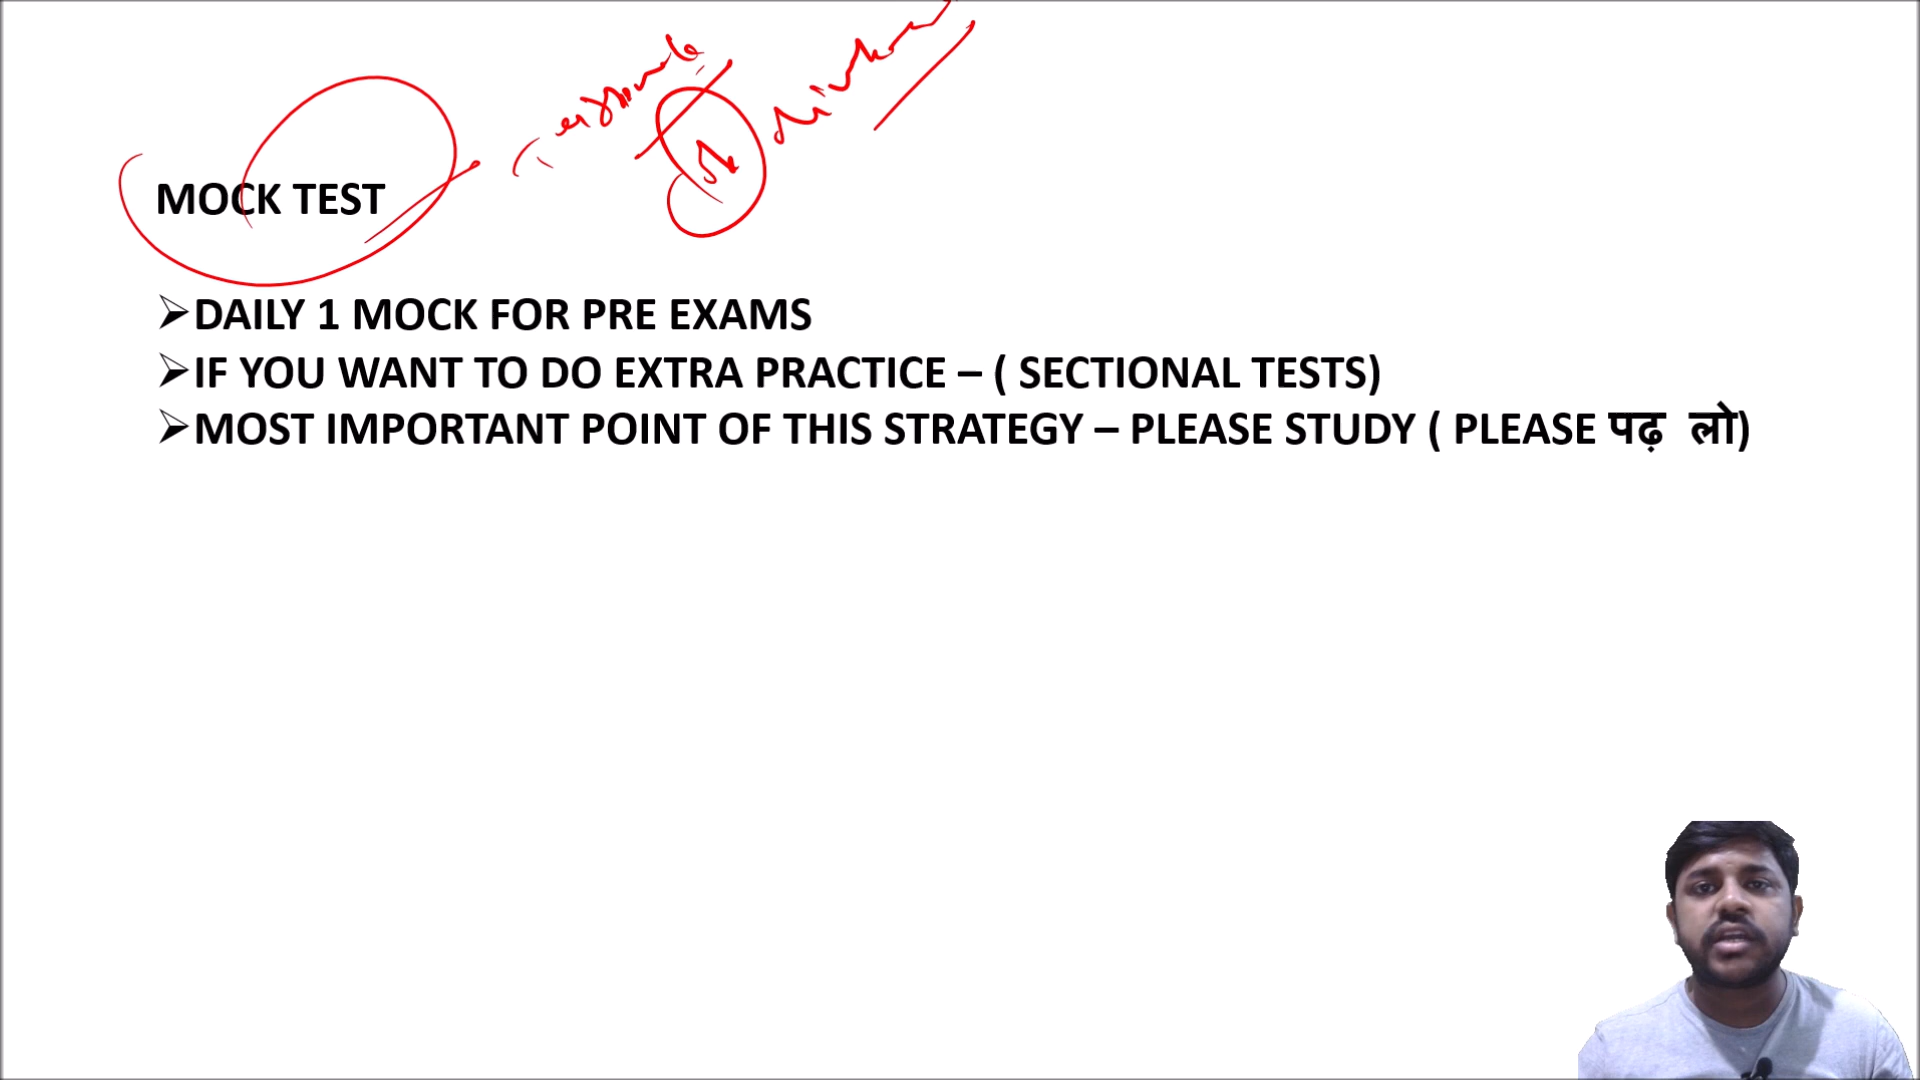 MOCK TEST
➢DAILY 1 MOCK FOR PRE EXAMS
➢IF YOU WANT TO DO EXTRA PRACTICE – ( SECTIONAL TESTS)
➢MOST IMPORTANT POINT OF THIS STRATEGY – PLEASE STUDY ( PLEASE पढ़ लो)